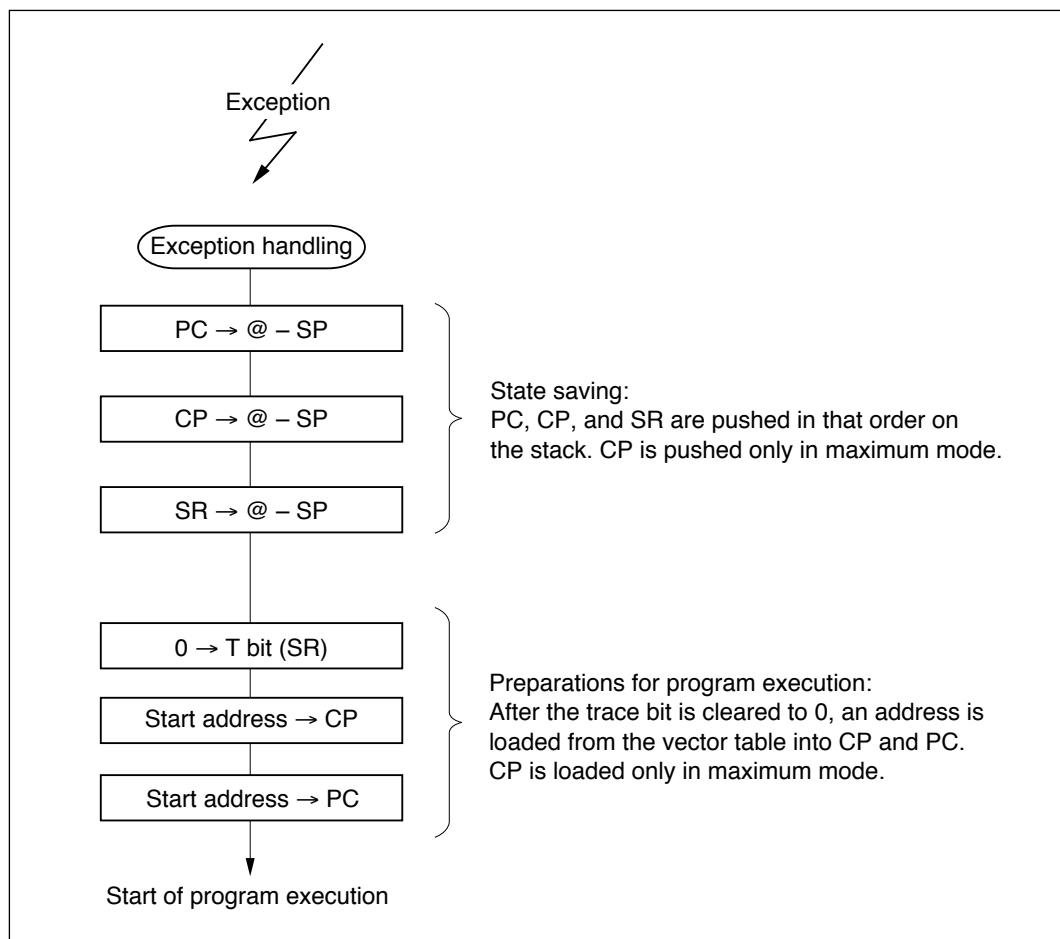 Exception
Exception handling
PC → @ – SP
CP → @ – SP
SR → @ – SP
State saving:
PC, CP, and SR are pushed in that order on
the stack. CP is pushed only in maximum mode.
0 → T bit (SR)
Start address → CP
Start address → PC
Preparations for program execution:
After the trace bit is cleared to 0, an address is
loaded from the vector table into CP and PC.
CP is loaded only in maximum mode.
Start of program execution